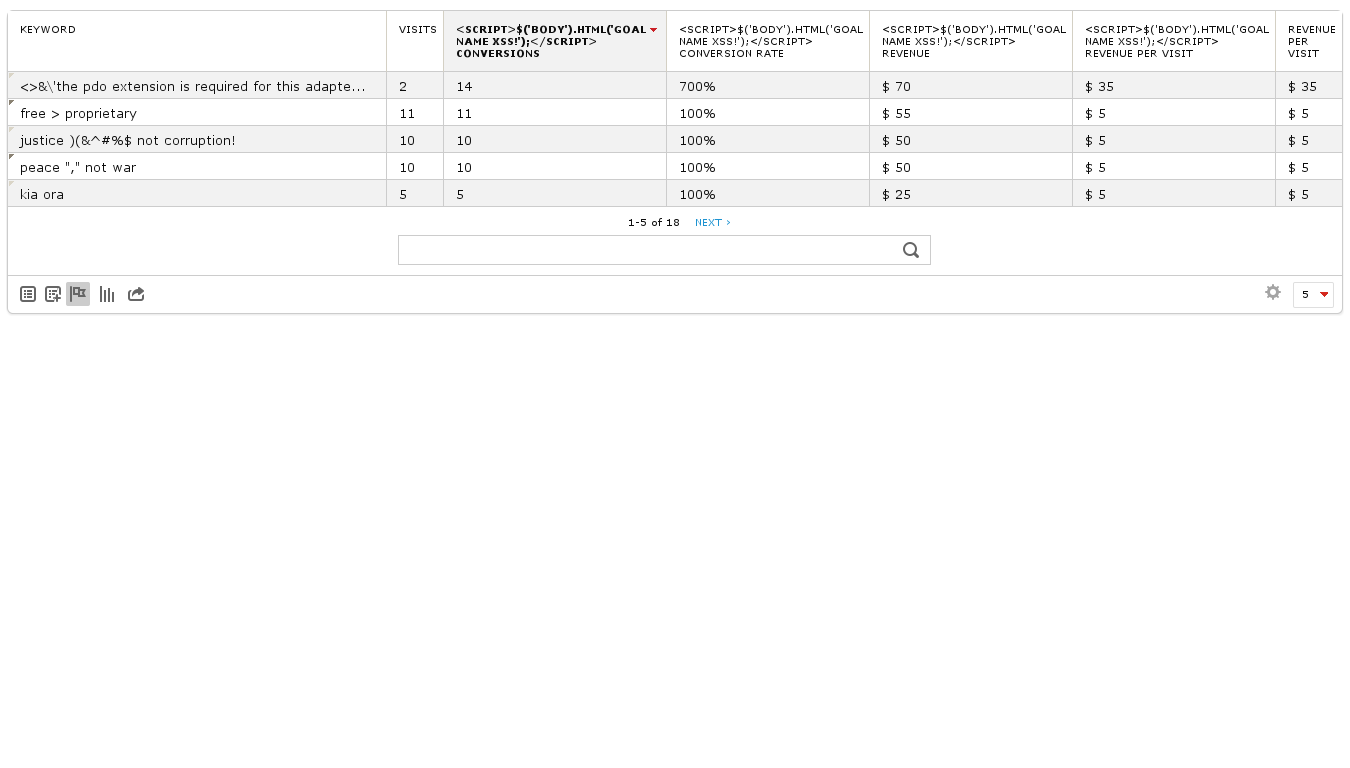 KEYWORD
VISITS
<SCRIPT>$('BODY').HTML('GOAL
NAME XSS!');</SCRIPT>
CONVERSIONS
<SCRIPT>$('BODY').HTML('GOAL
NAME XSS!');</SCRIPT>
CONVERSION RATE
<SCRIPT>$('BODY').HTML('GOAL
NAME XSS!');</SCRIPT>
REVENUE
<SCRIPT>$('BODY').HTML('GOAL
NAME XSS!');</SCRIPT>
REVENUE PER VISIT
REVENUE
PER
VISIT
<>&\'the pdo extension is required for this adapte... 2 14 700% $ 70 $ 35 $ 35
free > proprietary 11 11 100% $ 55 $ 5 $ 5
justice )(&^#%$ not corruption! 10 10 100% $ 50 $ 5 $ 5
peace "," not war 10 10 100% $ 50 $ 5 $ 5
kia ora 5 5 100% $ 25 $ 5 $ 5
1-5 of 18 NEXT ›
5